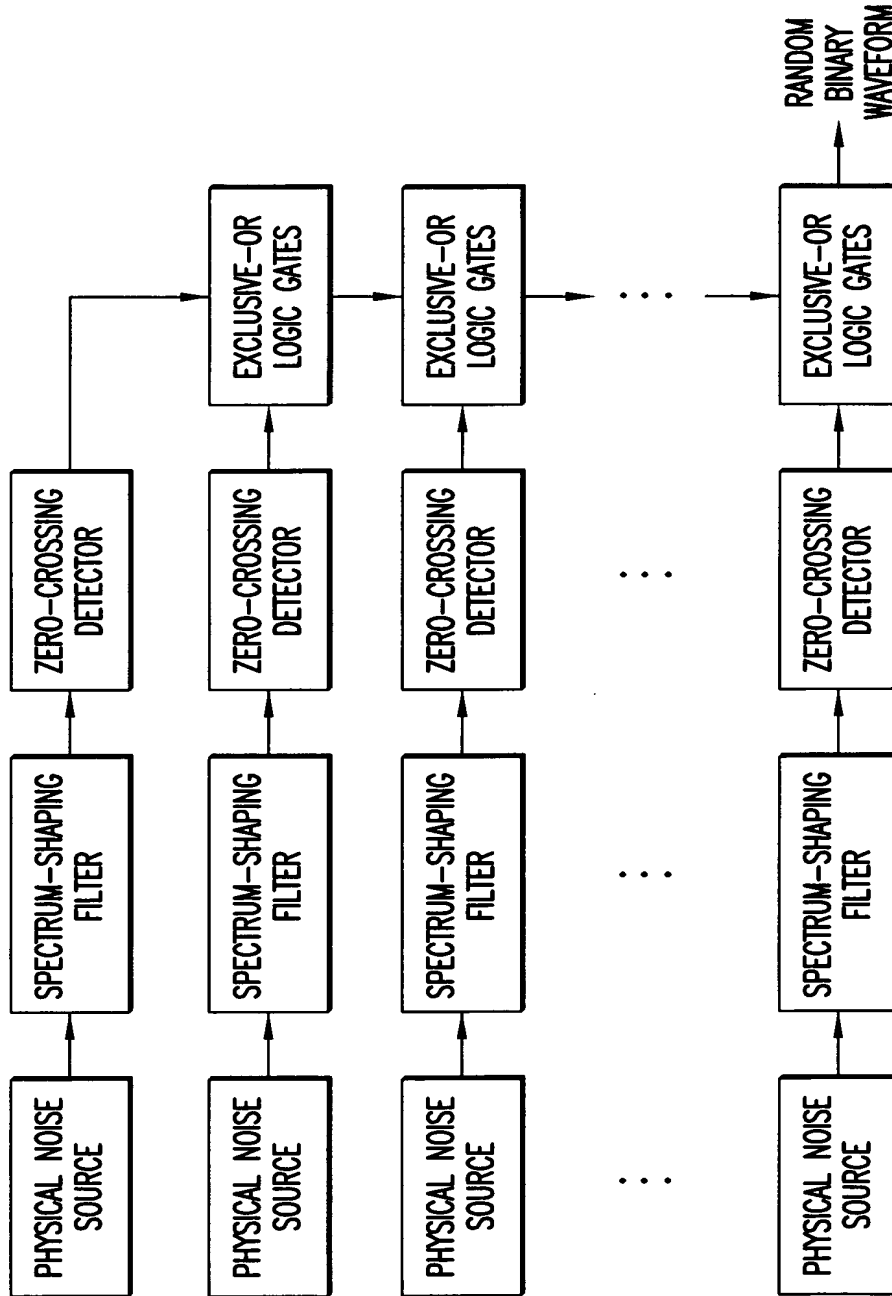 PHYSICAL NOISE
SOURCE
SPECTRUM-SHAPING
FILTER
ZERO-CROSSING
DETECTOR
PHYSICAL NOISE
SOURCE
SPECTRUM-SHAPING
FILTER
ZERO-CROSSING
DETECTOR
EXCLUSIVE-OR
LOGIC GATES
PHYSICAL NOISE
SOURCE
SPECTRUM-SHAPING
FILTER
ZERO-CROSSING
DETECTOR
EXCLUSIVE-OR
LOGIC GATES
. . .
. . .
. . .
. . .
PHYSICAL NOISE
SOURCE
SPECTRUM-SHAPING
FILTER
ZERO-CROSSING
DETECTOR
EXCLUSIVE-OR
LOGIC GATES
RANDOM
BINARY
WAVEFORM